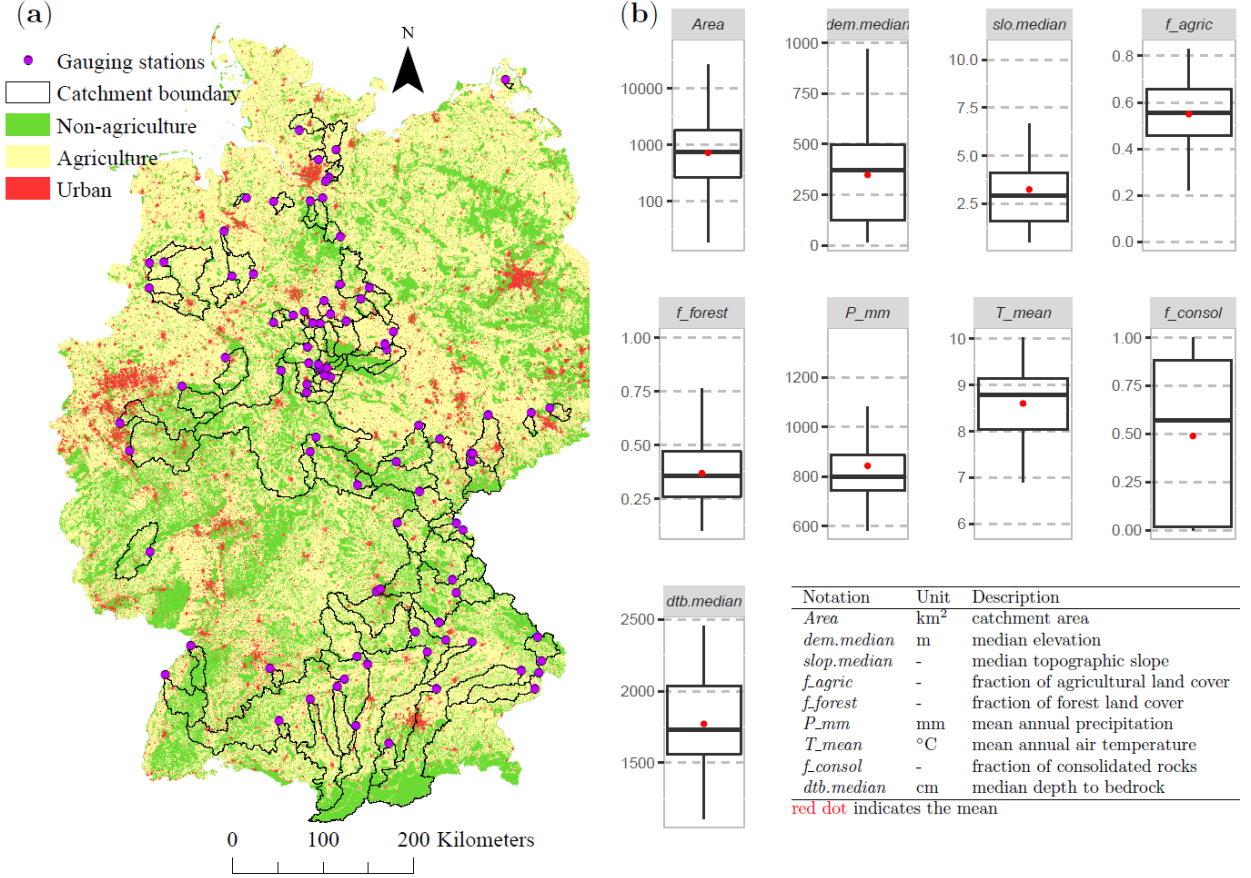 (a)
N
Gauging stations
Catchment boundary
Non-agriculture
Agriculture
Urban
0 100 200 Kilometers
(b)
Area
10000
1000
100
dem.median
1000
750
500
250
0
slo.median
10.0
7.5
5.0
2.5
f_agric
0.8
0.6
0.4
0.2
0.0
f_forest
1.00
0.75
0.50
0.25
P_mm
1200
1000
800
600
T_mean
10
9
8
7
6
f_consol
1.00
0.75
0.50
0.25
0.00
dtb.median
2500
2000
1500
Notation Unit Description
Area km² catchment area
dem.median m median elevation
slop.median - median topographic slope
f_agric - fraction of agricultural land cover
f_forest - fraction of forest land cover
P_mm mm mean annual precipitation
T_mean °C mean annual air temperature
f_consol - fraction of consolidated rocks
dtb.median cm median depth to bedrock
red dot indicates the mean